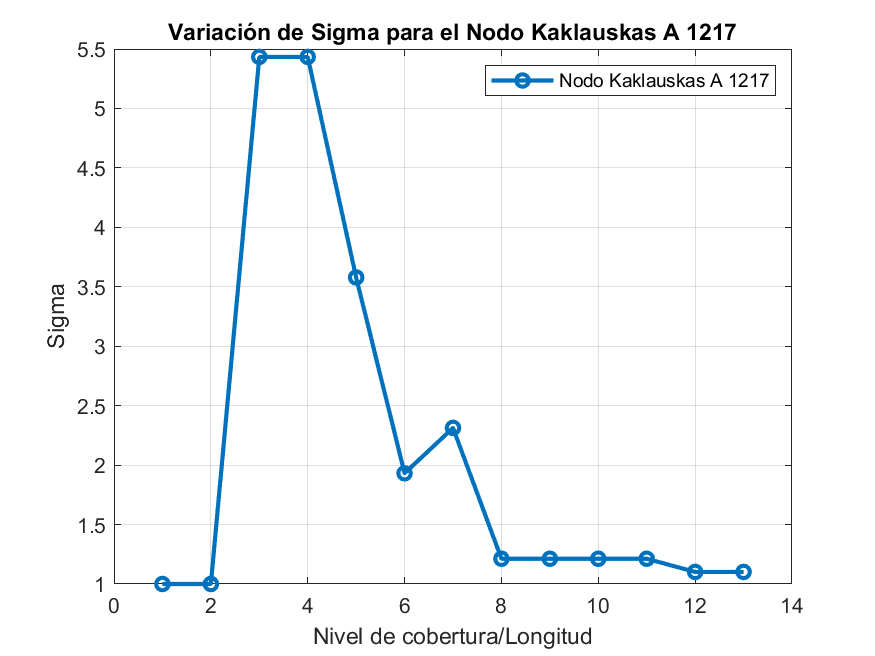 Variación de Sigma para el Nodo Kaklauskas A 1217
Nodo Kaklauskas A 1217
5.5
5
4.5
4
3.5
3
2.5
2
1.5
1
Sigma
0 2 4 6 8 10 12 14
Nivel de cobertura/Longitud